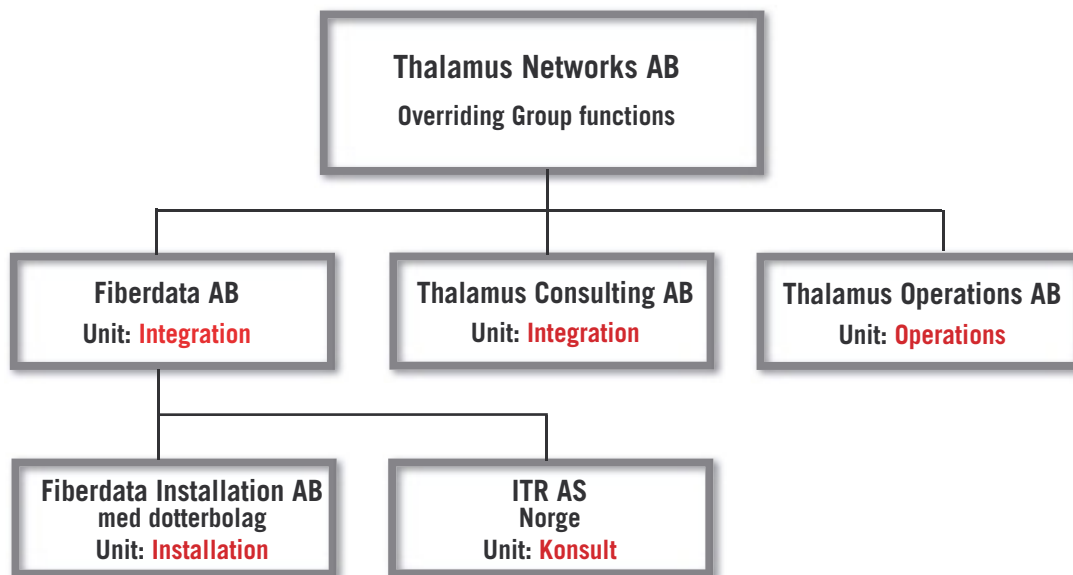 Thalamus Networks AB
Overriding Group functions
Fiberdata AB
Unit: Integration
Thalamus Consulting AB
Unit: Integration
Thalamus Operations AB
Unit: Operations
Fiberdata Installation AB
med dotterbolag
Unit: Installation
ITR AS
Norge
Unit: Konsult